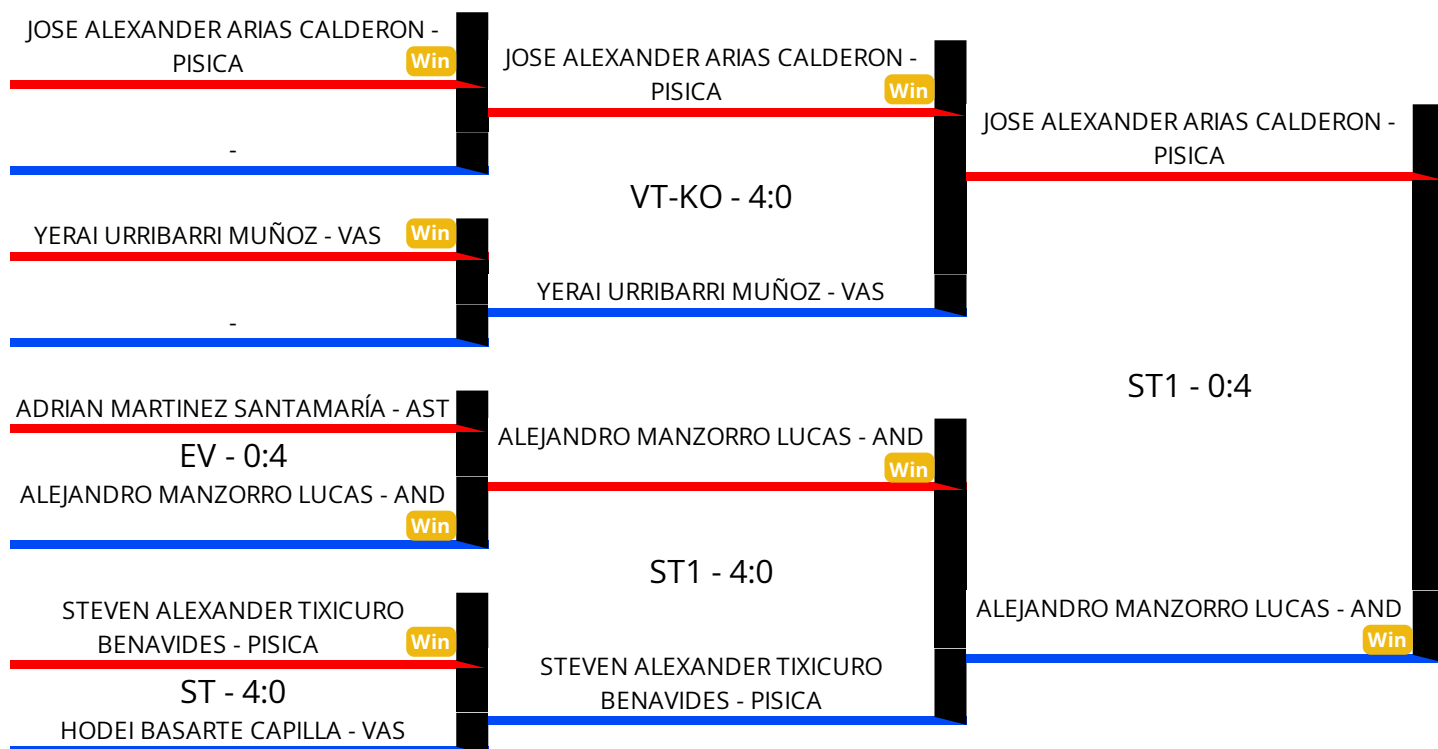 JOSE ALEXANDER ARIAS CALDERON -
PISICA
Win
-
YERAI URRIBARRI MUÑOZ - VAS
Win
-
ADRIAN MARTINEZ SANTAMARÍA - AST
EV - 0:4
ALEJANDRO MANZORRO LUCAS - AND
Win
STEVEN ALEXANDER TIXICURO
BENAVIDES - PISICA
Win
ST - 4:0
HODEI BASARTE CAPILLA - VAS
JOSE ALEXANDER ARIAS CALDERON -
PISICA
Win
VT-KO - 4:0
YERAI URRIBARRI MUÑOZ - VAS
ALEJANDRO MANZORRO LUCAS - AND
Win
ST1 - 4:0
STEVEN ALEXANDER TIXICURO
BENAVIDES - PISICA
JOSE ALEXANDER ARIAS CALDERON -
PISICA
ST1 - 0:4
ALEJANDRO MANZORRO LUCAS - AND
Win